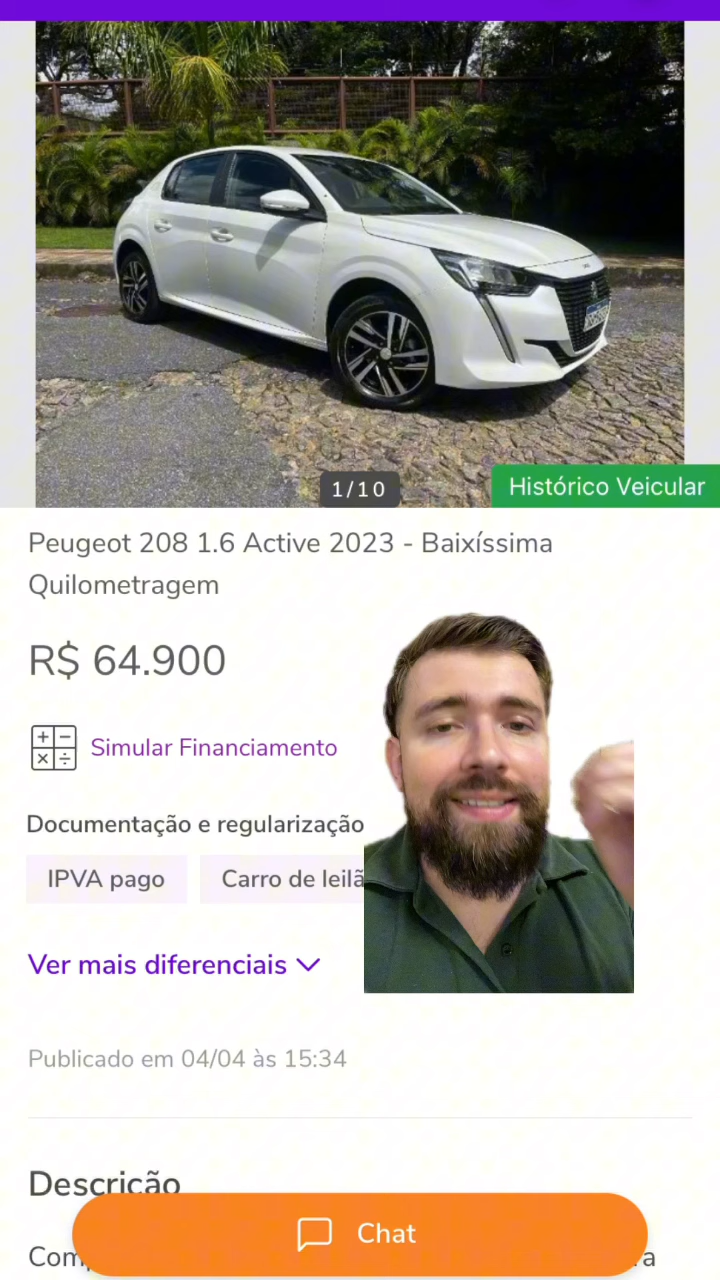 1/10
Histórico Veicular
Peugeot 208 1.6 Active 2023 - Baixíssima
Quilometragem
R$ 64.900
Simular Financiamento
Documentação e regularização
IPVA pago
Carro de leilã
Ver mais diferenciais
Publicado em 04/04 às 15:34
Descrição
Chat